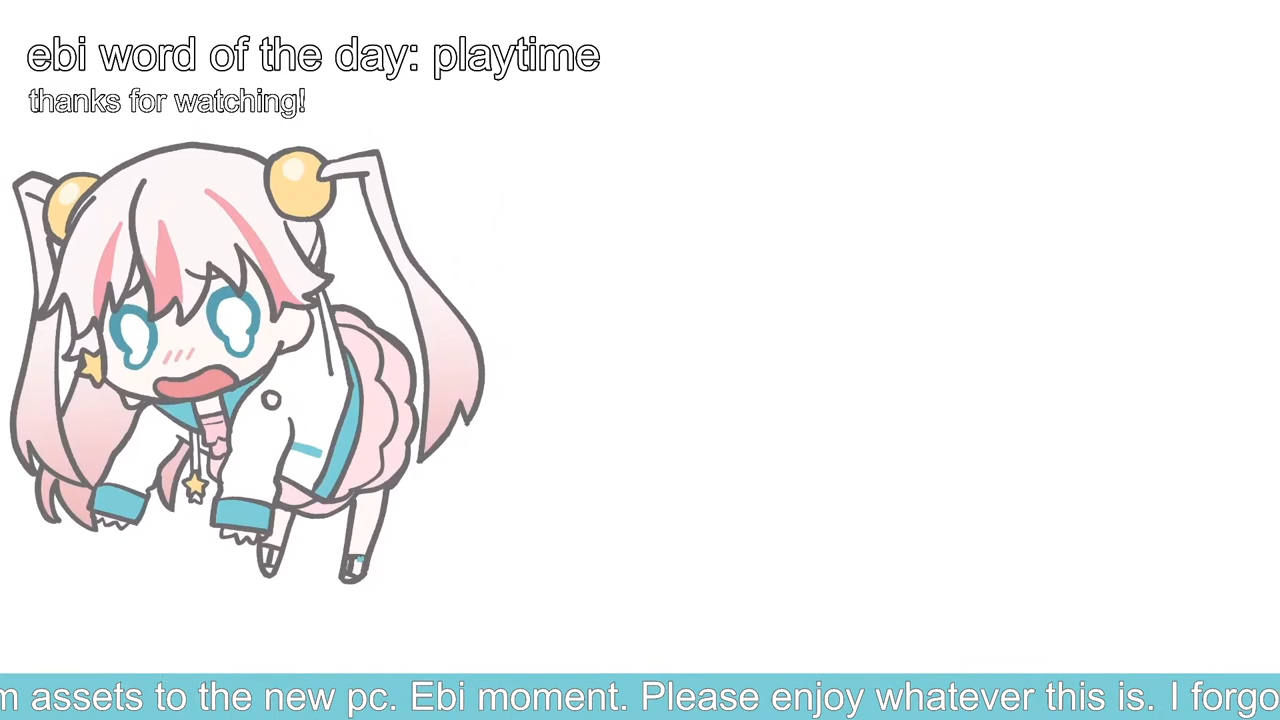 ebi word of the day: playtime
thanks for watching!
assets to the new pc. Ebi moment. Please enjoy whatever this is. I forgo